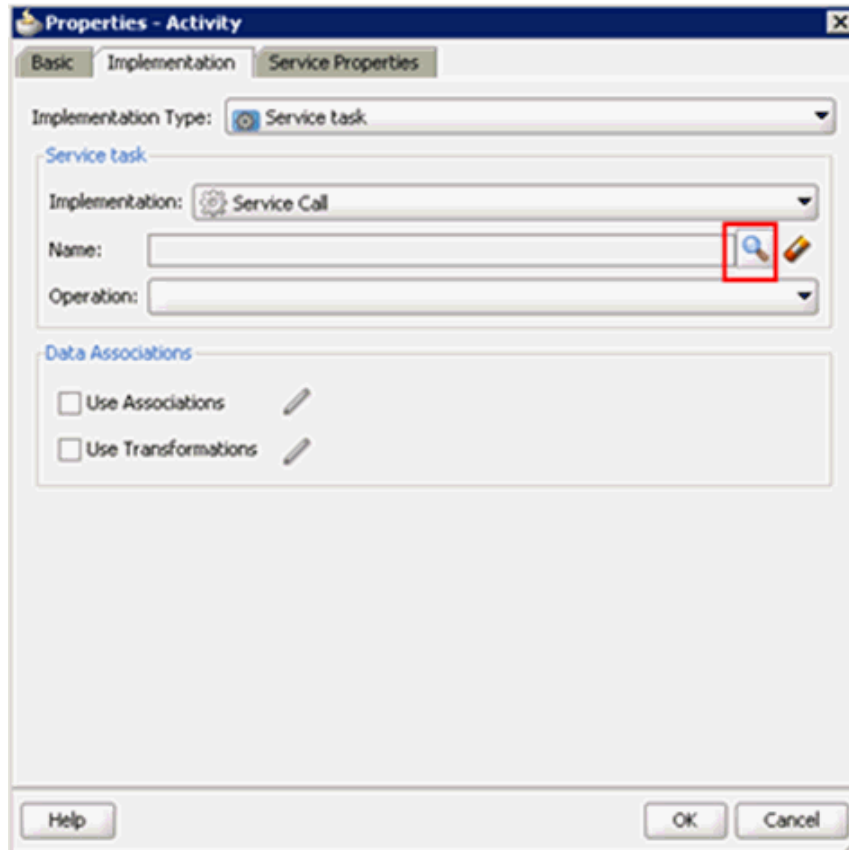 Properties - Activity
Basic Implementation Service Properties
Implementation Type: Service task
Service task
Implementation: Service Call
Name:
Operation:
Data Associations
Use Associations
Use Transformations
Help OK Cancel